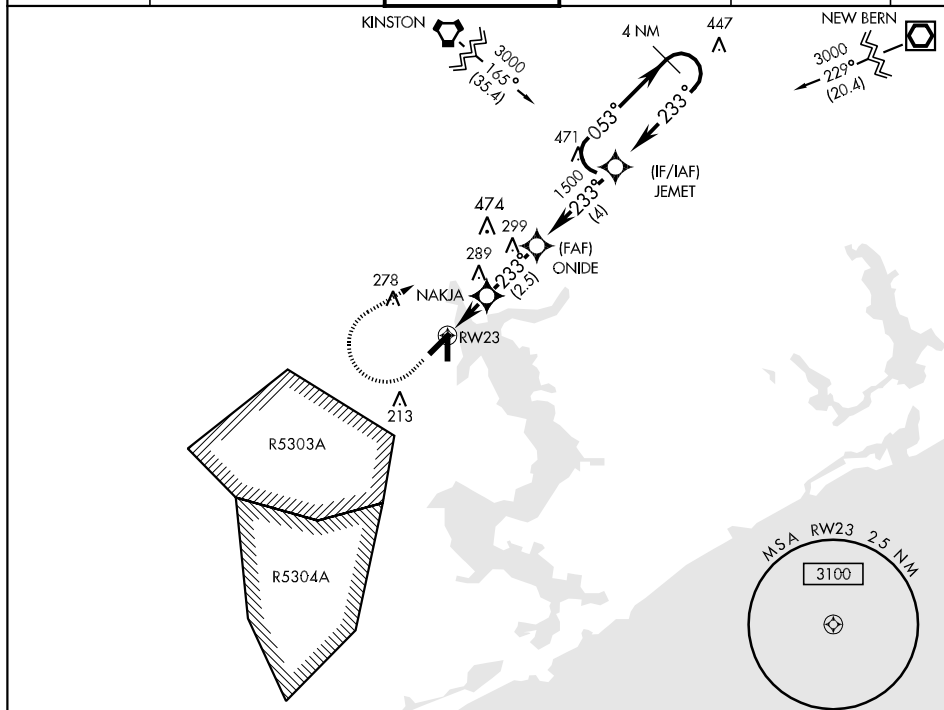 KINSTON
3000
165°
(35.4)
4 NM
447
NEW BERN
3000
229°
(20.4)
053°
233°
471
(IF/IAF)
JEMET
1500
233°
(4)
474
299
(FAF)
ONIDE
289
233°
(2.5)
278
NAKJA
RW23
213
R5303A
R5304A
MSA RW23 25 NM
3100